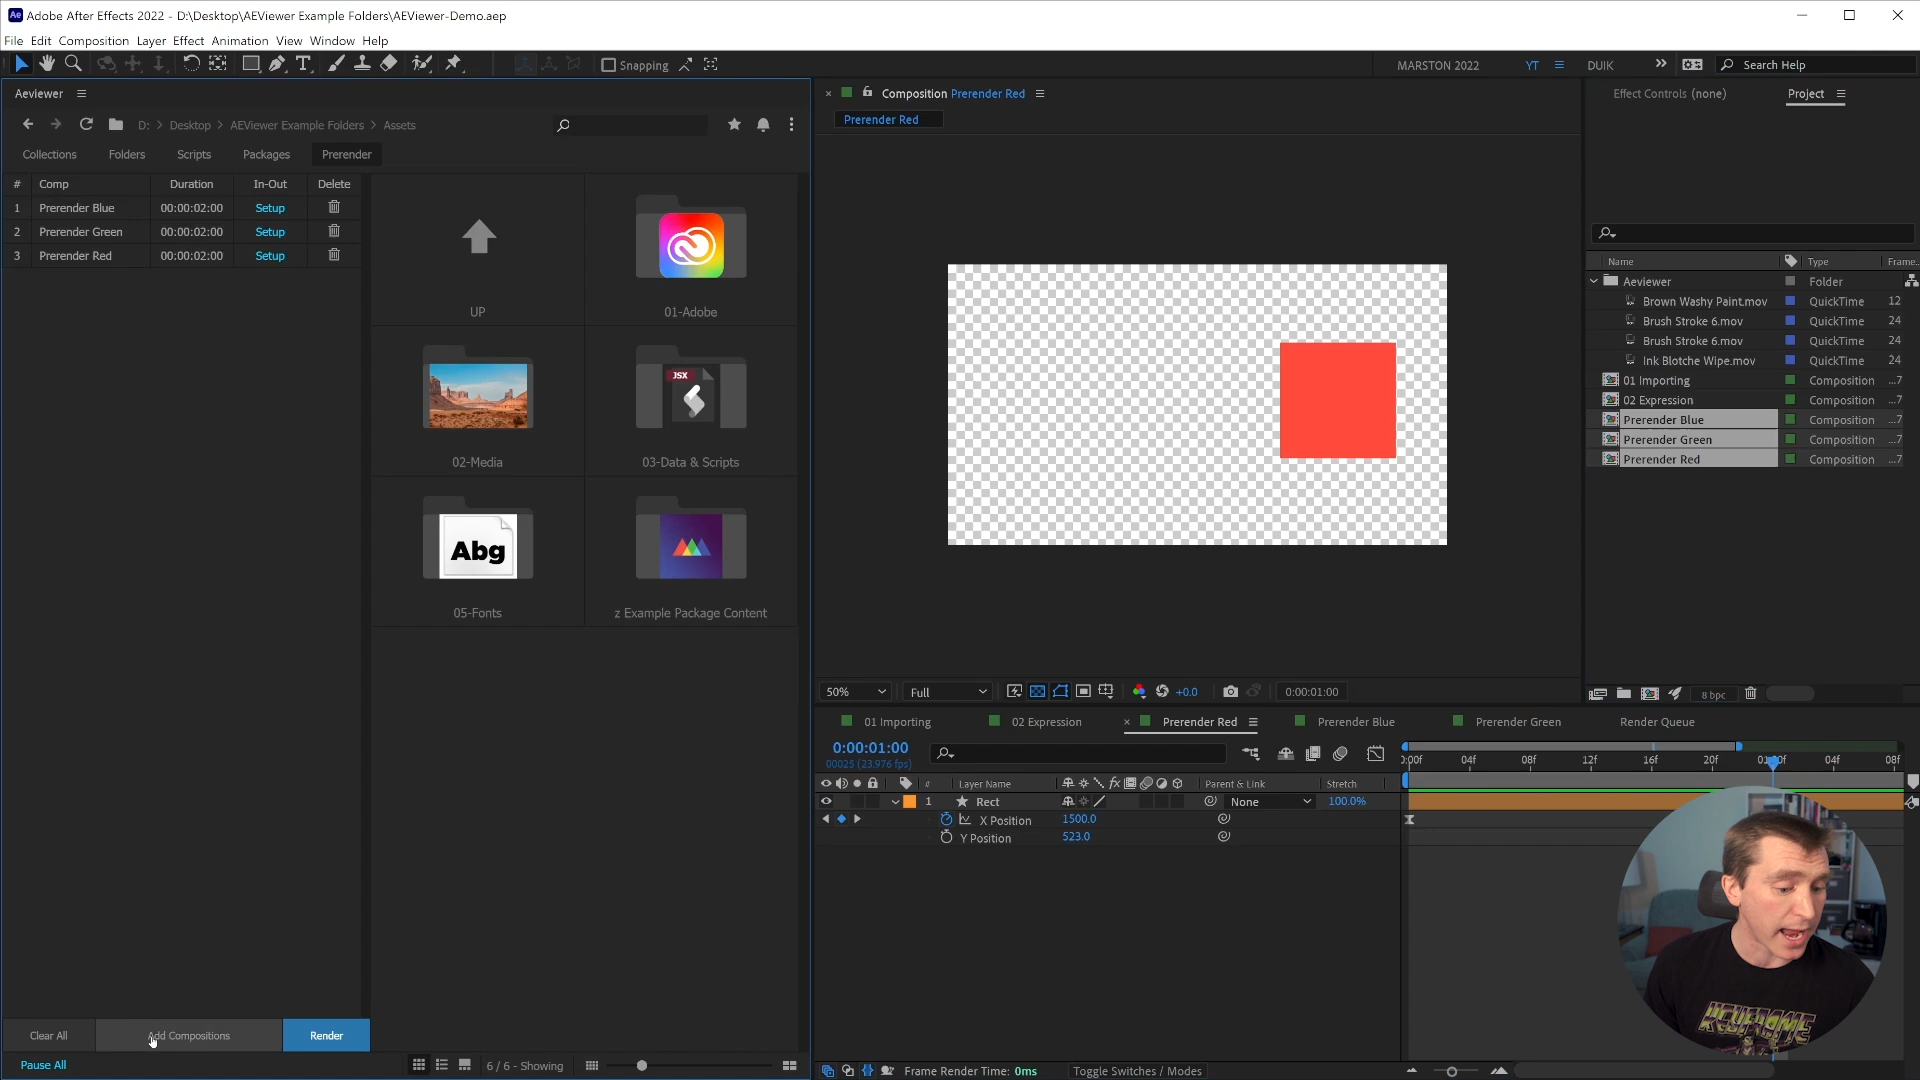 Adobe After Effects 2022 - D:\Desktop\AEViewer Example Folders\AEViewer-Demo.aep
File Edit Composition Layer Effect Animation View Window Help
Snapping
MARSTON 2022 YT DUIK Search Help
Aeviewer
D: > Desktop > AEViewer Example Folders > Assets
Collections Folders Scripts Packages Prerender
# Comp Duration In-Out Delete
1 Prerender Blue 00:00:02:00 Setup
2 Prerender Green 00:00:02:00 Setup
3 Prerender Red 00:00:02:00 Setup
UP 01-Adobe
JSX
02-Media 03-Data & Scripts
Abg
05-Fonts z Example Package Content
Clear All Add Compositions Render
Pause All 6 / 6 - Showing
Composition Prerender Red
Prerender Red
50% Full +0.0 0:00:01:00
Effect Controls (none) Project
Name Type Frame..
Aeviewer Folder
Brown Washy Paint.mov QuickTime 12
Brush Stroke 6.mov QuickTime 24
Brush Stroke 6.mov QuickTime 24
Ink Blotche Wipe.mov QuickTime 24
01 Importing Composition ...7
02 Expression Composition ...7
Prerender Blue Composition ...7
Prerender Green Composition ...7
Prerender Red Composition ...7
8 bpc
01 Importing 02 Expression Prerender Red Prerender Blue Prerender Green Render Queue
0:00:01:00
00025 (23.976 fps)
0:00f 04f 08f 12f 16f 20f 04f 08f
# Layer Name fx Parent & Link Stretch
1 Rect None 100.0%
X Position 1500.0
Y Position 523.0
Frame Render Time: 0ms Toggle Switches / Modes